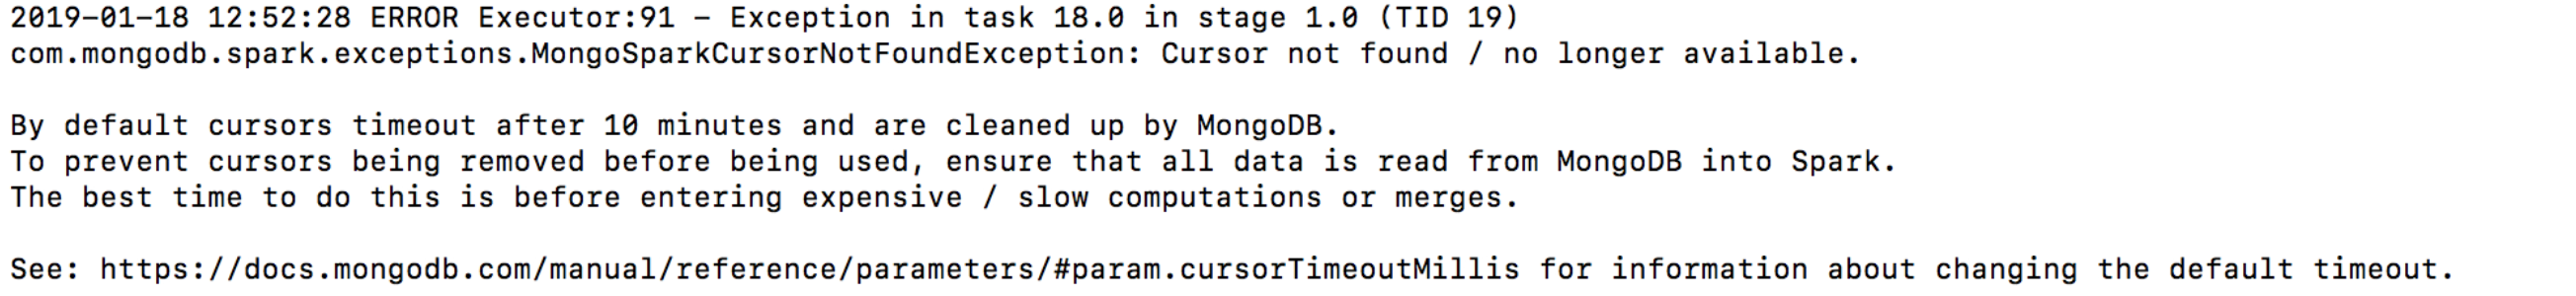 2019-01-18 12:52:28 ERROR Executor:91 - Exception in task 18.0 in stage 1.0 (TID 19)
com.mongodb.spark.exceptions.MongoSparkCursorNotFoundException: Cursor not found / no longer available.
By default cursors timeout after 10 minutes and are cleaned up by MongoDB.
To prevent cursors being removed before being used, ensure that all data is read from MongoDB into Spark.
The best time to do this is before entering expensive / slow computations or merges.
See: https://docs.mongodb.com/manual/reference/parameters/#param.cursorTimeoutMillis for information about changing the default timeout.